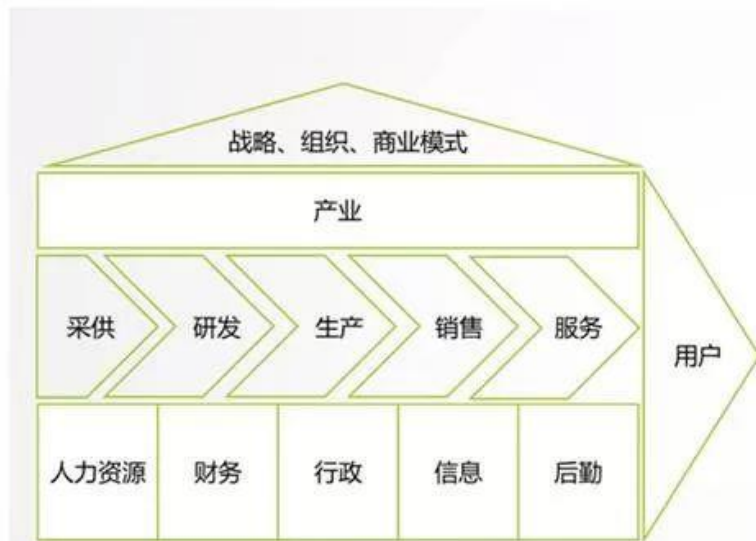 战略、组织、商业模式
产业
采供 研发 生产 销售 服务
用户
人力资源 财务 行政 信息 后勤